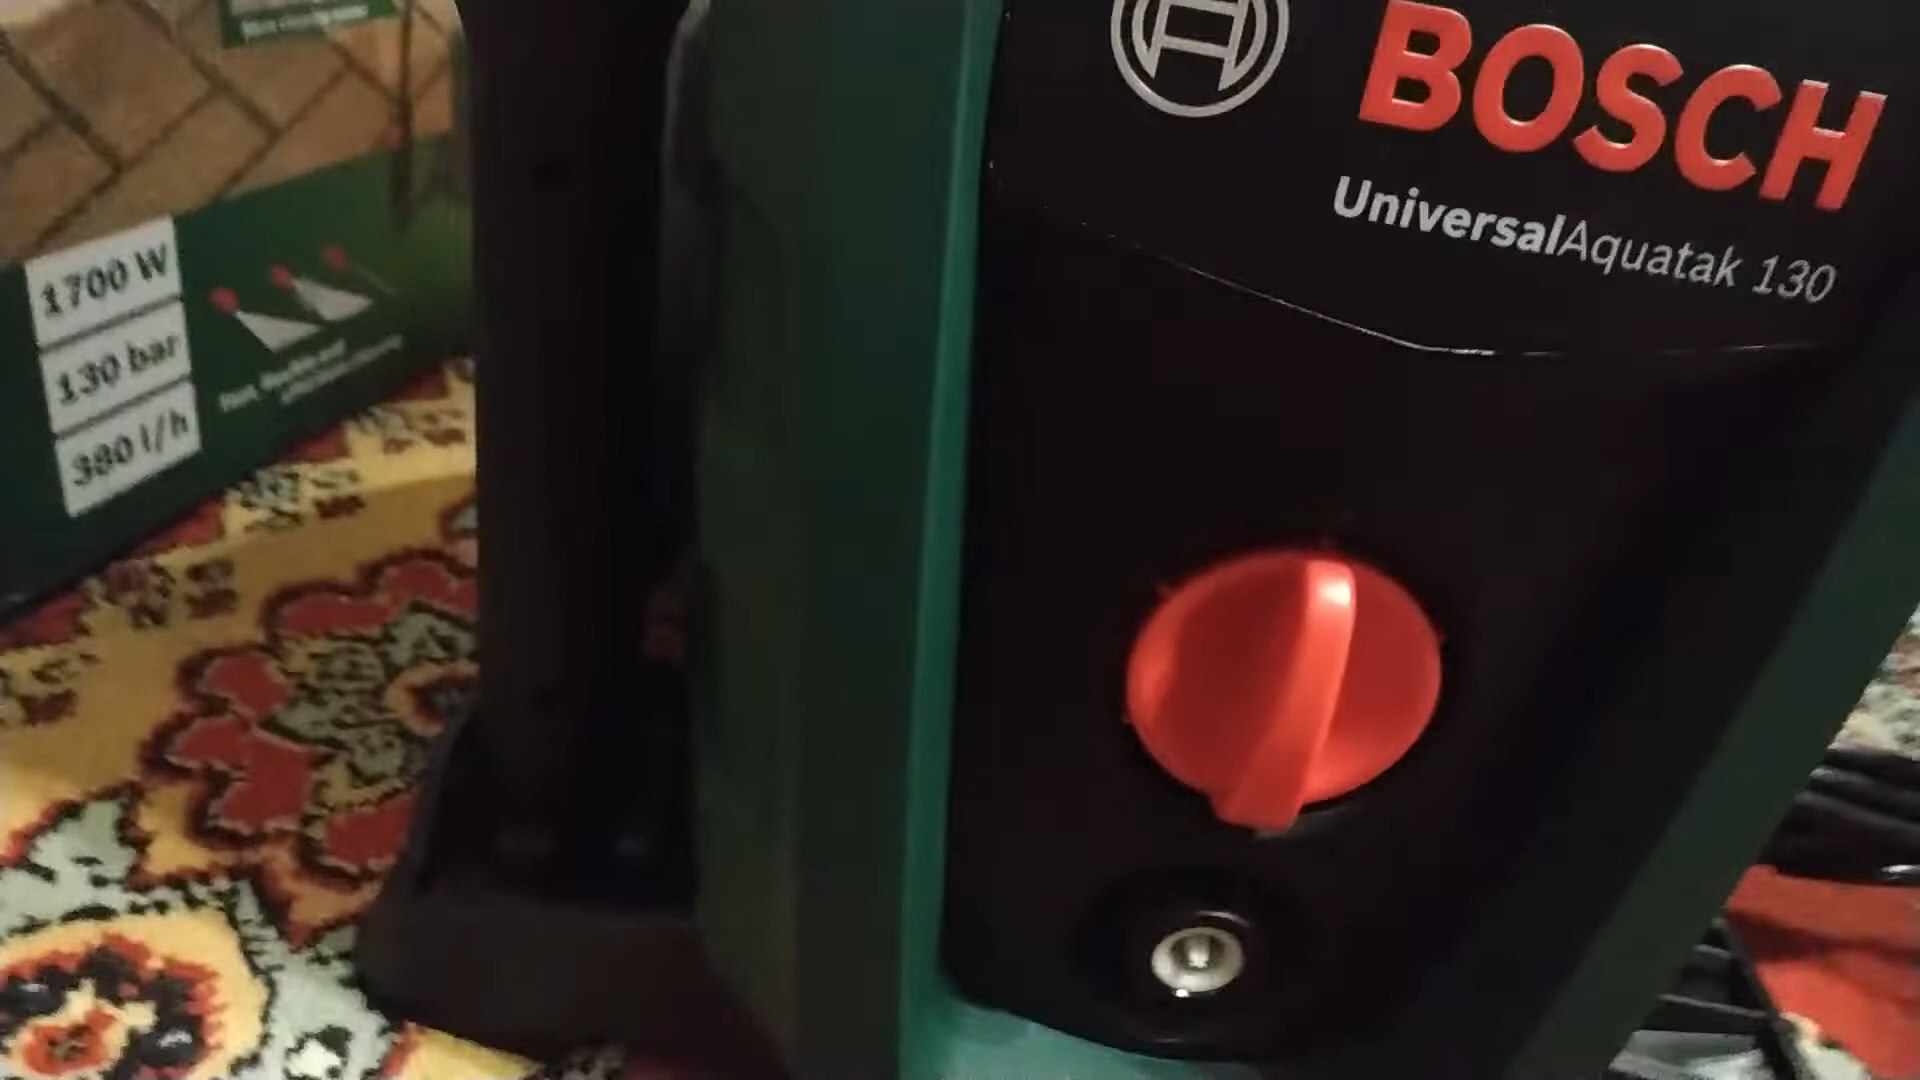 BOSCH
UniversalAquatak 130
1700 W
130 bar
380 l/h